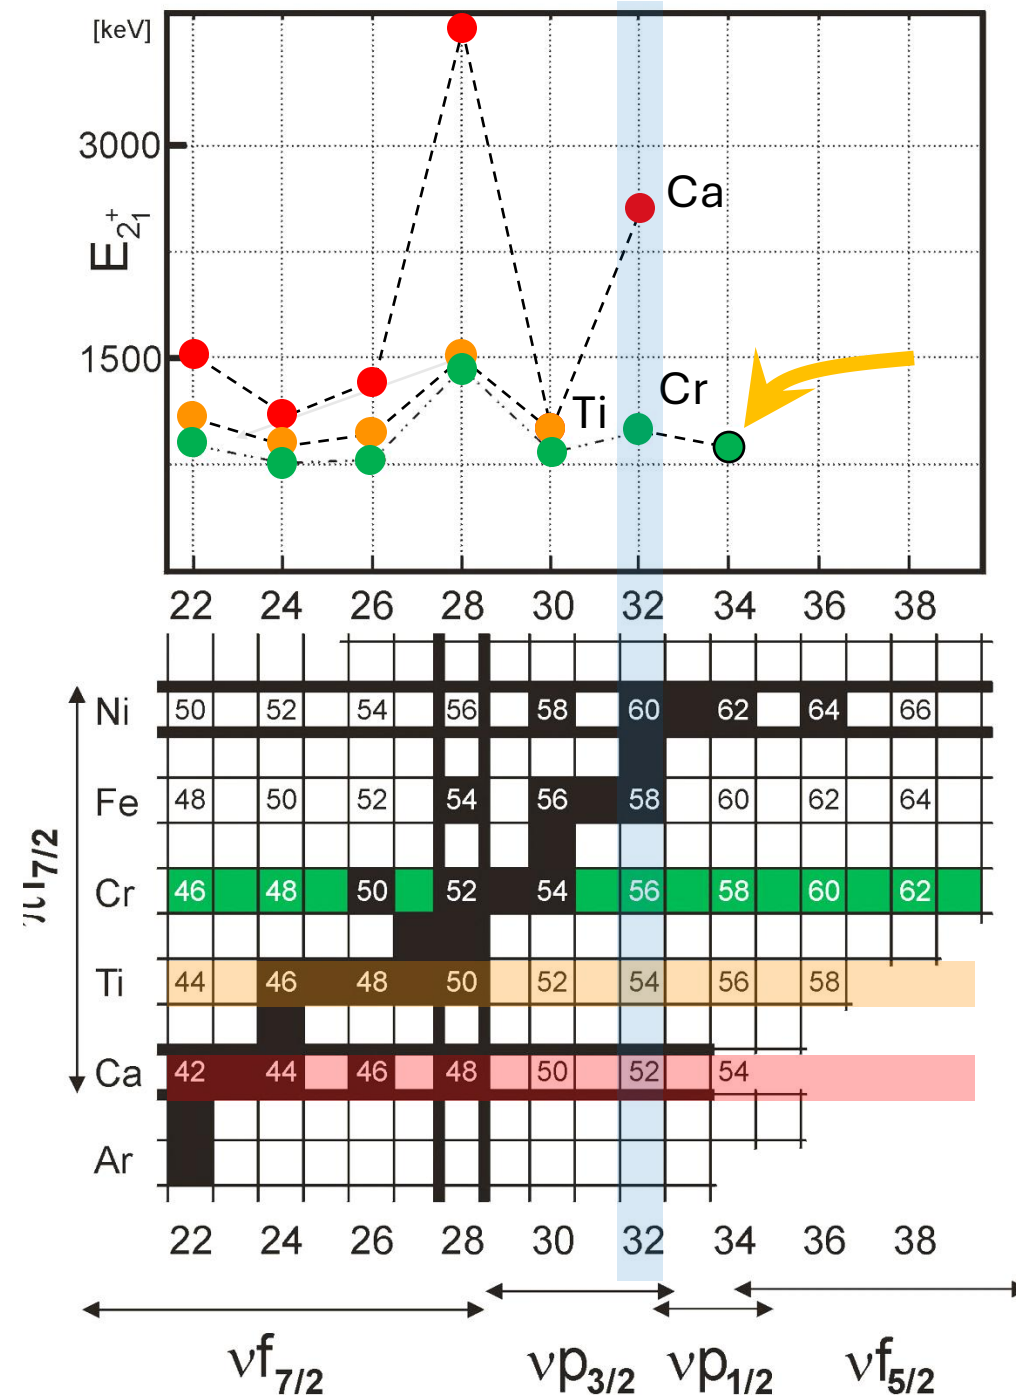 [keV]
3000
E2₁⁺
Ca
1500
Cr
Ti
22 24 26 28 30 32 34 36 38
Ni 50 52 54 56 58 60 62 64 66
Fe 48 50 52 54 56 58 60 62 64
7/2
Cr 46 48 50 52 54 56 58 60 62
Ti 44 46 48 50 52 54 56 58
Ca 42 44 46 48 50 52 54
Ar
22 24 26 28 30 32 34 36 38
νf7/2 νp3/2 νp1/2 νf5/2